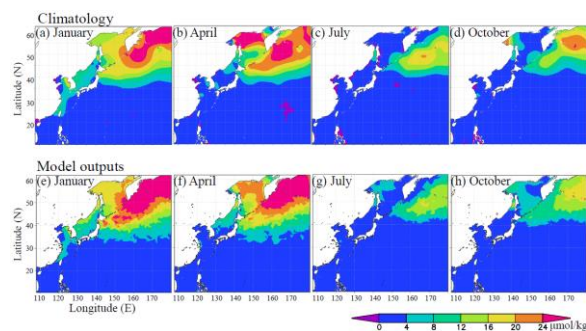 Climatology
(a) January (b) April (c) July (d) October
Latitude (N)
60
50
40
30
20
Model outputs
(e) January (f) April (g) July (h) October
Latitude (N)
60
50
40
30
20
10
110 120 130 140 150 160 170 110 120 130 140 150 160 170 110 120 130 140 150 160 170 110 120 130 140 150 160 170
Longitude (E)
0 4 8 12 16 20 24 μmol/kg